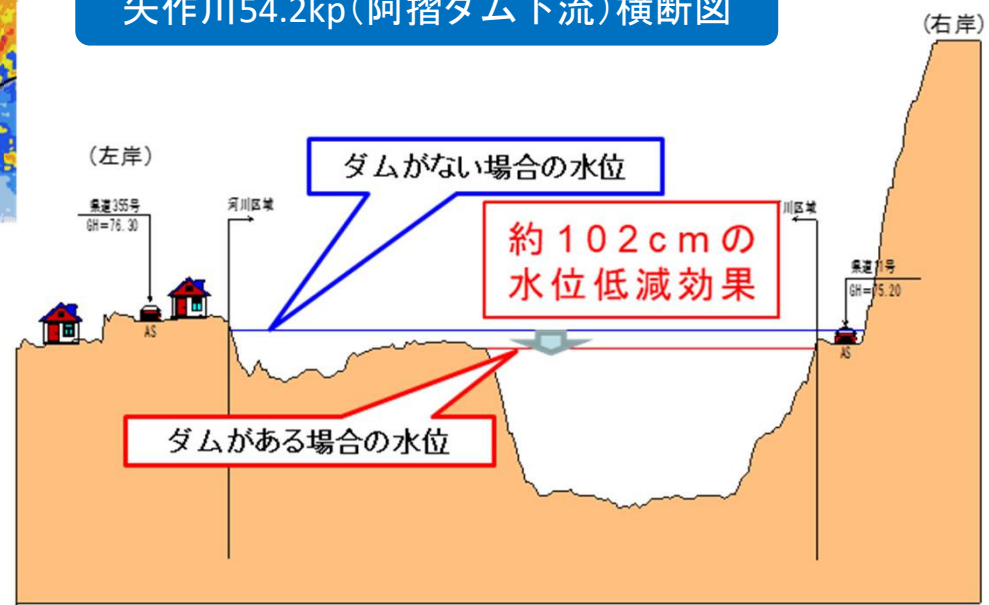 矢作川54.2kp（阿摺ダム下流）横断図
（右岸）
（左岸）
ダムがない場合の水位
県道355号
GH=76.30
河川区域
川区域
約１０２ｃｍの
水位低減効果
県道11号
GH=75.20
AS
AS
ダムがある場合の水位